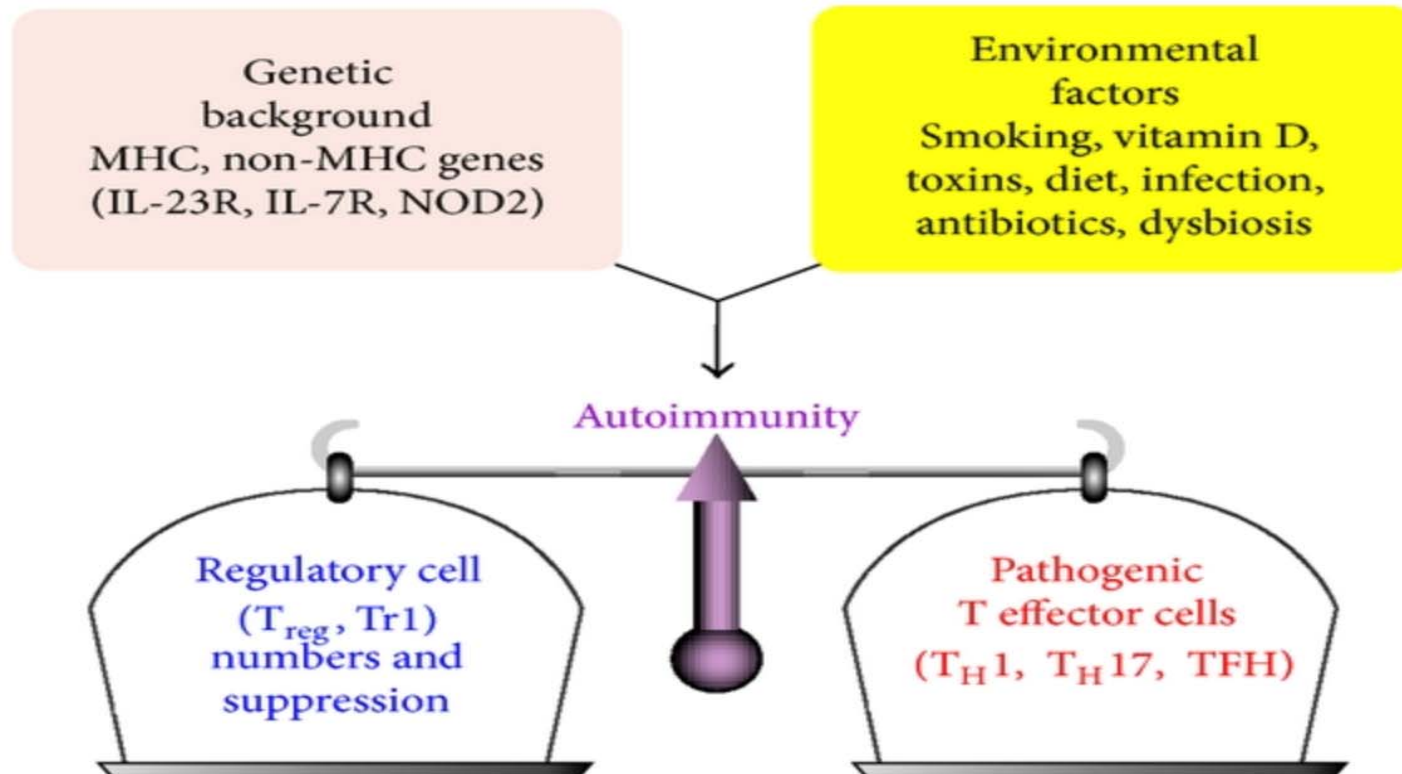 Genetic
background
MHC, non-MHC genes
(IL-23R, IL-7R, NOD2)
Environmental
factors
Smoking, vitamin D,
toxins, diet, infection,
antibiotics, dysbiosis
Autoimmunity
Regulatory cell
(Treg, Tr1)
numbers and
suppression
Pathogenic
T effector cells
(TH1, TH17, TFH)